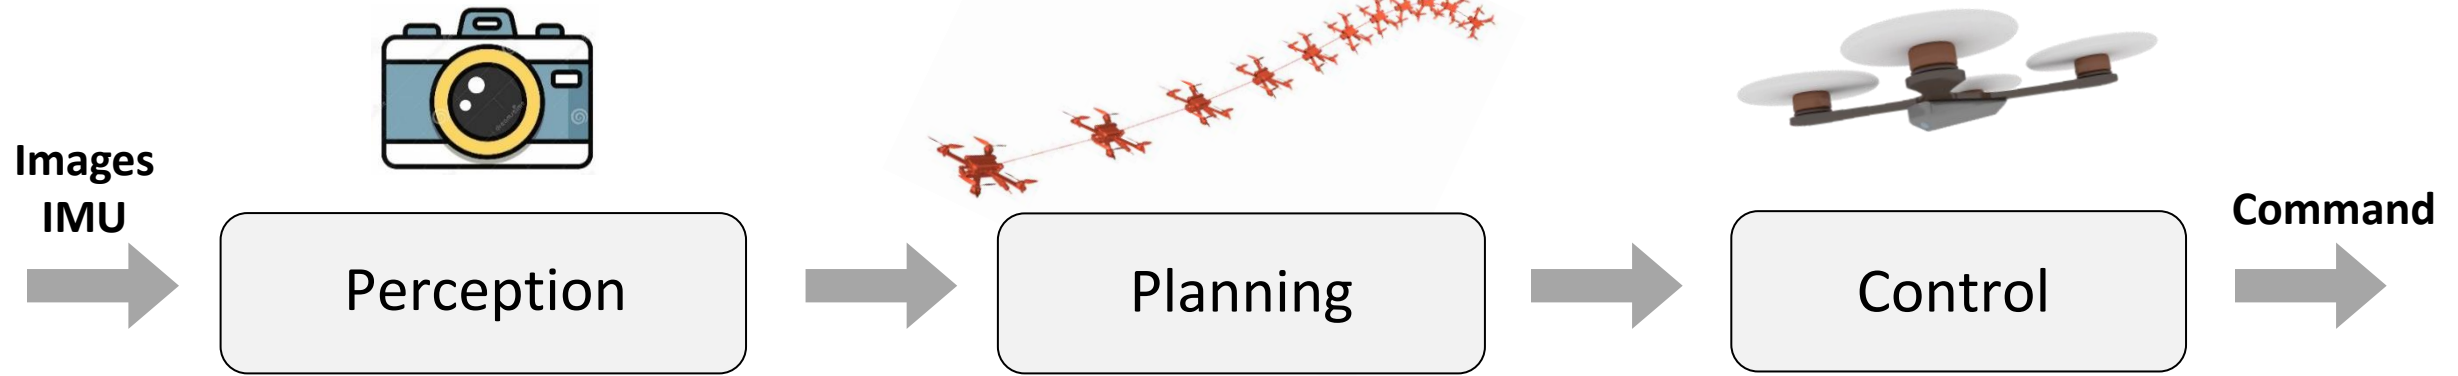 Images
IMU
Perception
Planning
Control
Command